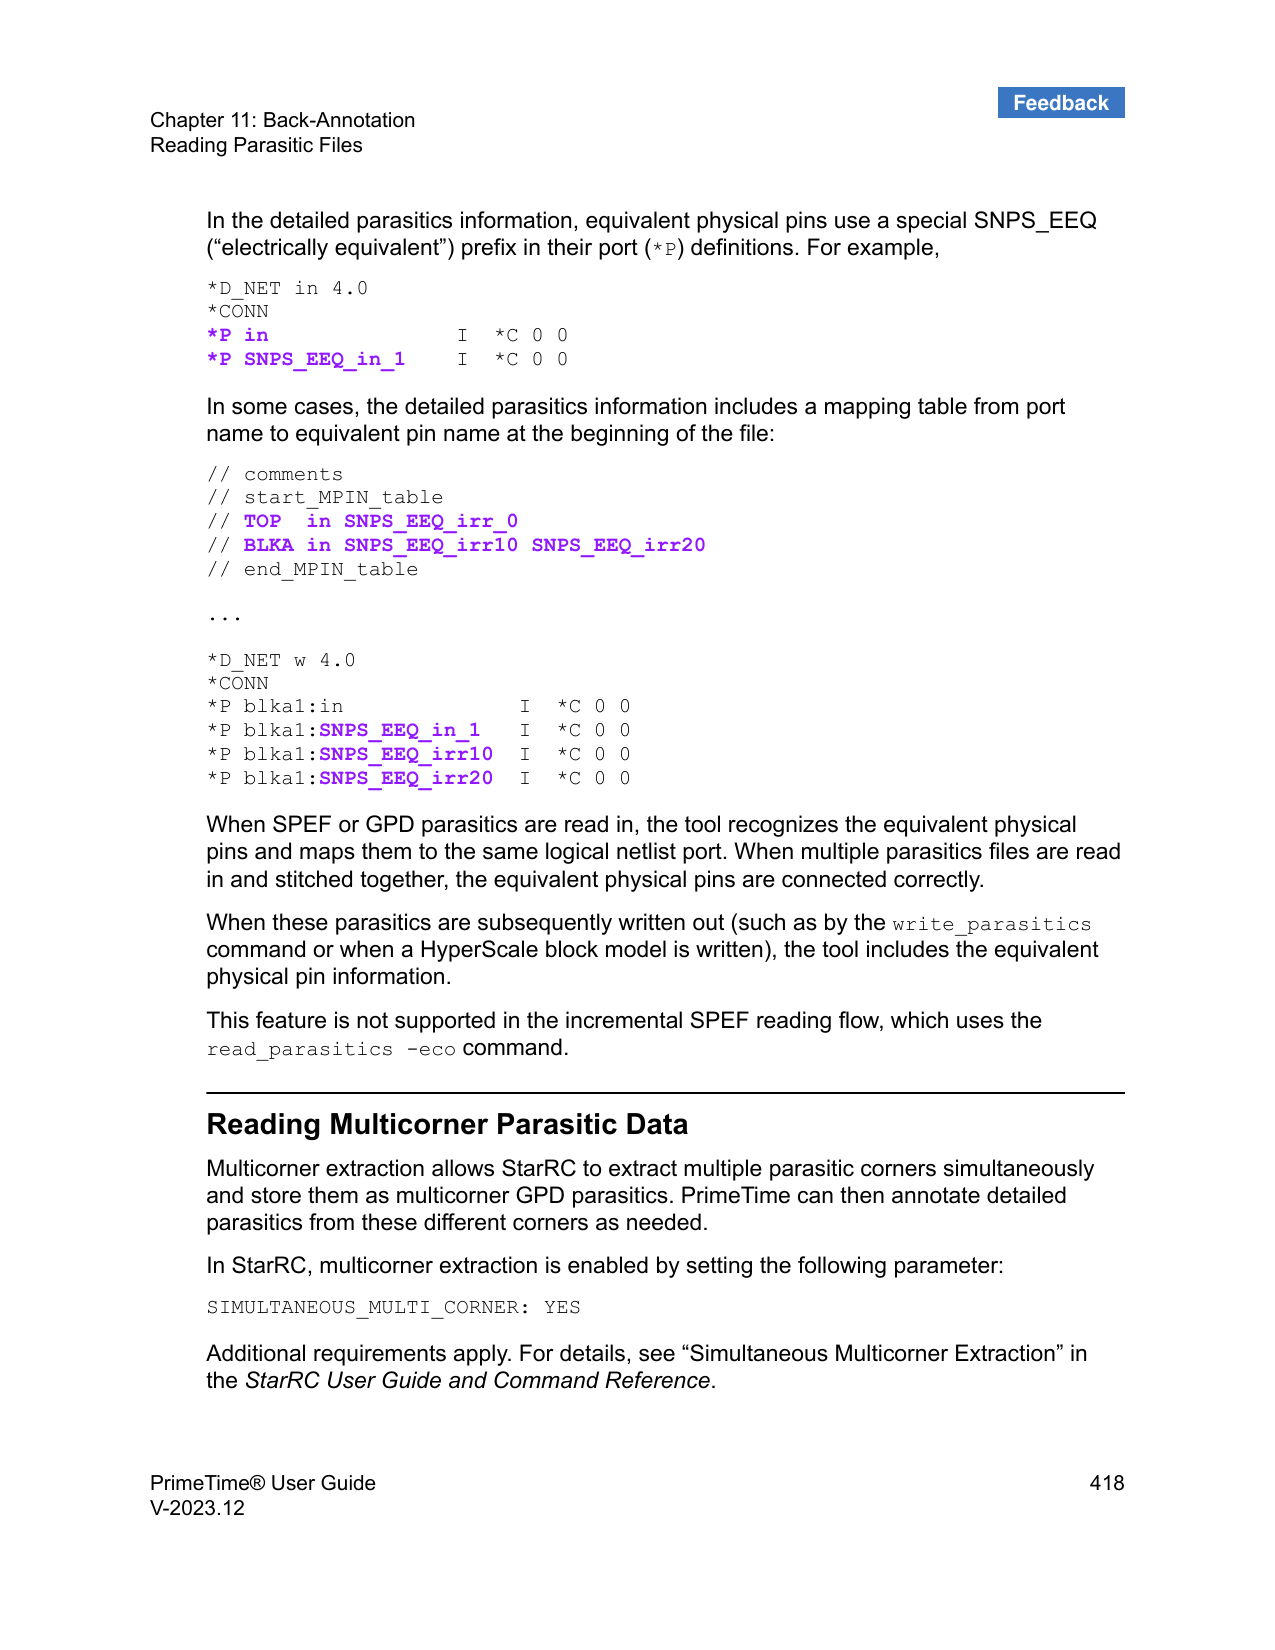 Feedback
Chapter 11: Back-Annotation
Reading Parasitic Files
In the detailed parasitics information, equivalent physical pins use a special SNPS_EEQ
(“electrically equivalent”) prefix in their port (*P) definitions. For example,
*D_NET in 4.0
*CONN
*P in               I  *C 0 0
*P SNPS_EEQ_in_1    I  *C 0 0
In some cases, the detailed parasitics information includes a mapping table from port
name to equivalent pin name at the beginning of the file:
// comments
// start_MPIN_table
// TOP  in SNPS_EEQ_irr_0
// BLKA in SNPS_EEQ_irr10 SNPS_EEQ_irr20
// end_MPIN_table
...
*D_NET w 4.0
*CONN
*P blka1:in              I  *C 0 0
*P blka1:SNPS_EEQ_in_1   I  *C 0 0
*P blka1:SNPS_EEQ_irr10  I  *C 0 0
*P blka1:SNPS_EEQ_irr20  I  *C 0 0
When SPEF or GPD parasitics are read in, the tool recognizes the equivalent physical
pins and maps them to the same logical netlist port. When multiple parasitics files are read
in and stitched together, the equivalent physical pins are connected correctly.
When these parasitics are subsequently written out (such as by the write_parasitics
command or when a HyperScale block model is written), the tool includes the equivalent
physical pin information.
This feature is not supported in the incremental SPEF reading flow, which uses the
read_parasitics -eco command.
Reading Multicorner Parasitic Data
Multicorner extraction allows StarRC to extract multiple parasitic corners simultaneously
and store them as multicorner GPD parasitics. PrimeTime can then annotate detailed
parasitics from these different corners as needed.
In StarRC, multicorner extraction is enabled by setting the following parameter:
SIMULTANEOUS_MULTI_CORNER: YES
Additional requirements apply. For details, see “Simultaneous Multicorner Extraction” in
the StarRC User Guide and Command Reference.
PrimeTime® User Guide 418
V-2023.12